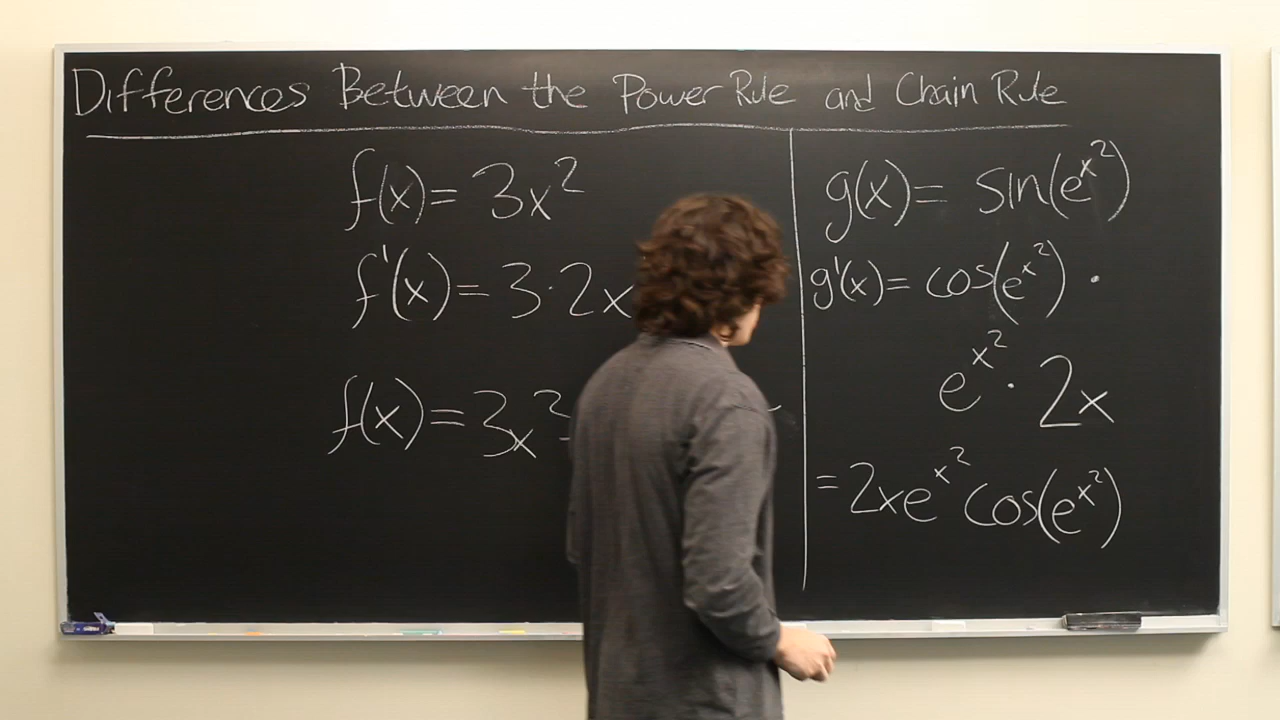 Differences Between the Power Rule and Chain Rule
f(x) = 3x²
f'(x) = 3·2x
f(x) = 3x²
g(x) = sin(e^x²)
g'(x) = cos(e^x²) ·
e^x² · 2x
= 2xe^x² cos(e^x²)